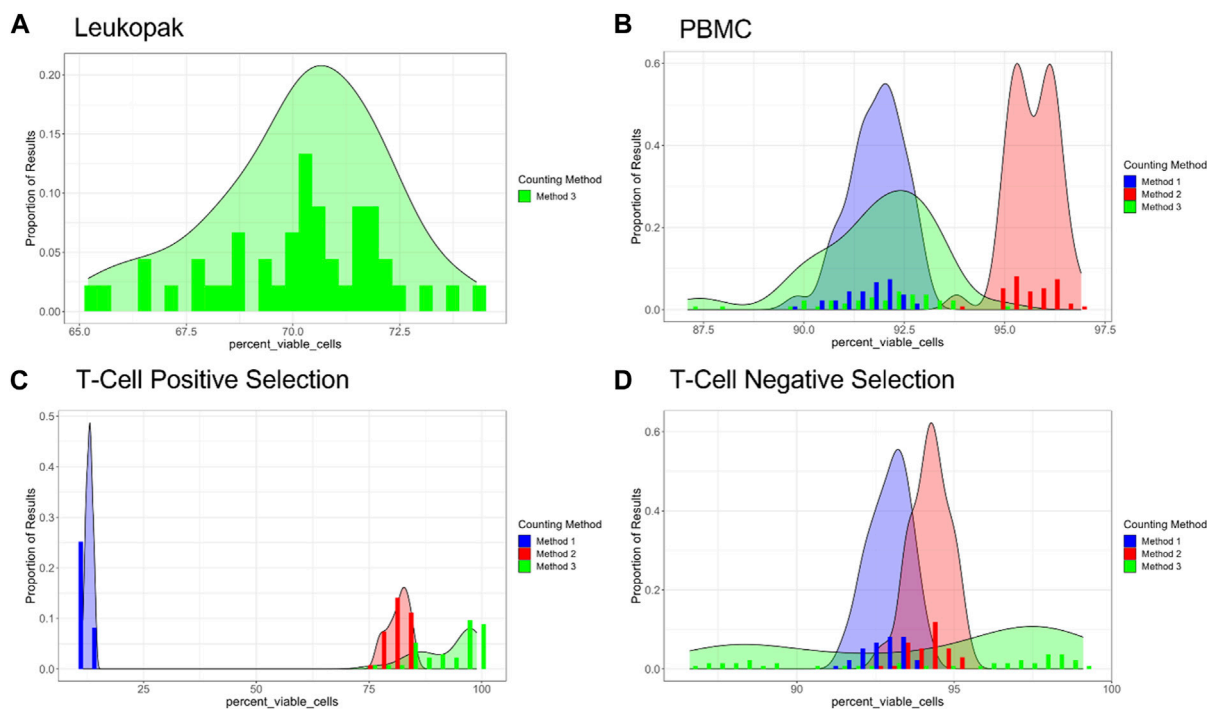 A Leukopak
0.20
0.15
0.10
0.05
0.00
Proportion of Results
65.0 67.5 70.0 72.5
percent_viable_cells
Counting Method
Method 3
B PBMC
0.6
0.4
0.2
0.0
Proportion of Results
87.5 90.0 92.5 95.0 97.5
percent_viable_cells
Counting Method
Method 1
Method 2
Method 3
C T-Cell Positive Selection
0.5
0.4
0.3
0.2
0.1
0.0
Proportion of Results
25 50 75 100
percent_viable_cells
Counting Method
Method 1
Method 2
Method 3
D T-Cell Negative Selection
0.6
0.4
0.2
0.0
Proportion of Results
90 95 100
percent_viable_cells
Counting Method
Method 1
Method 2
Method 3